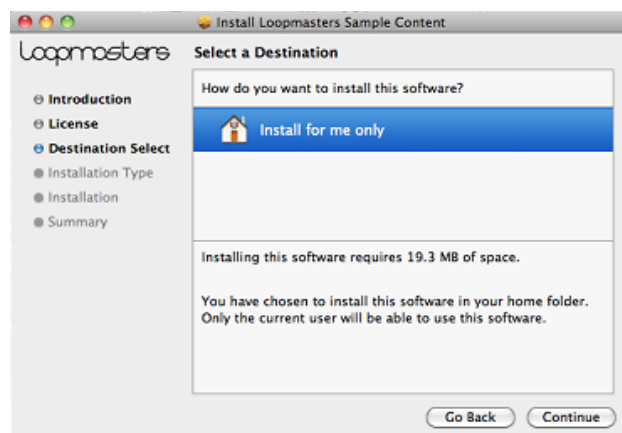 Install Loopmasters Sample Content
Loopmasters
Select a Destination
Introduction
License
Destination Select
Installation Type
Installation
Summary
How do you want to install this software?
Install for me only
Installing this software requires 19.3 MB of space.
You have chosen to install this software in your home folder.
Only the current user will be able to use this software.
Go Back
Continue